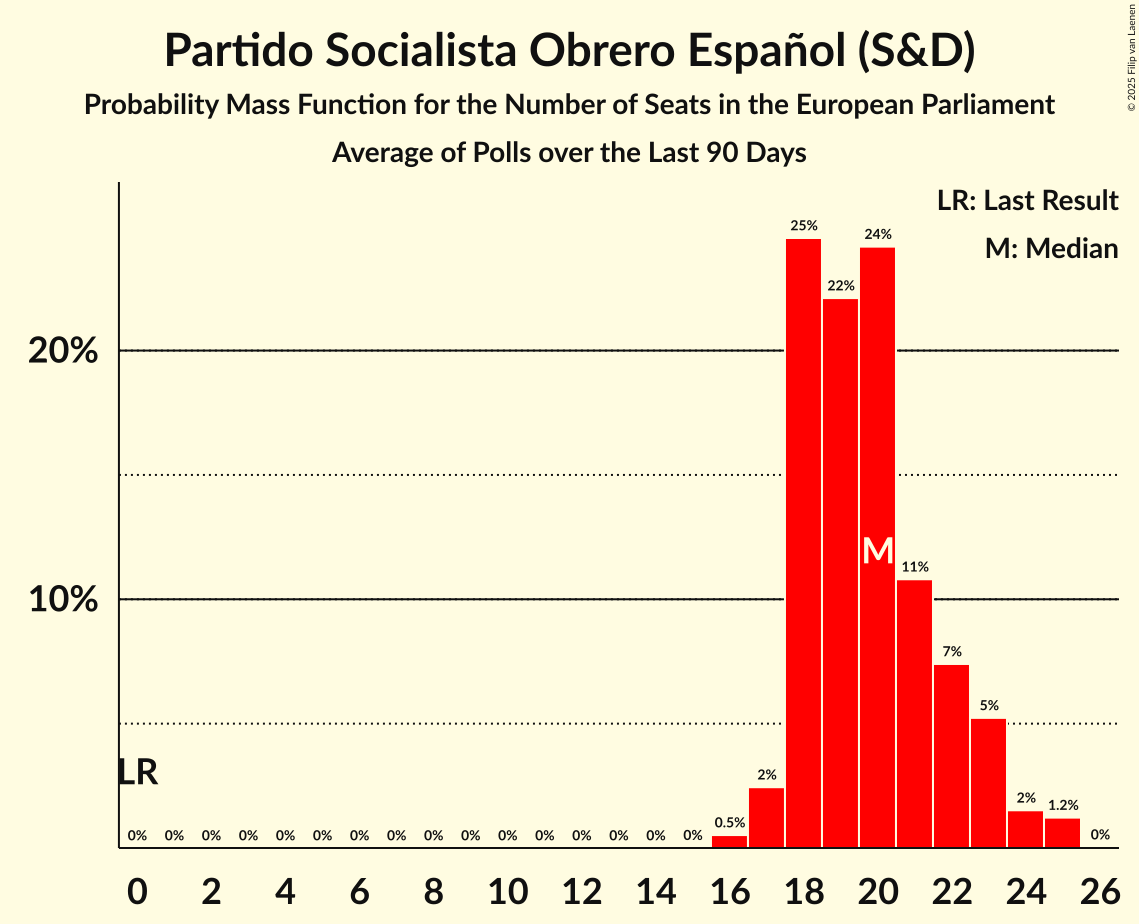 Partido Socialista Obrero Español (S&D)
Probability Mass Function for the Number of Seats in the European Parliament
Average of Polls over the Last 90 Days
© 2025 Filip van Laenen
LR: Last Result
M: Median
25%
24%
22%
20%
M
11%
10%
7%
5%
LR
2%
2%
1.2%
0.5%
0% 0% 0% 0% 0% 0% 0% 0% 0% 0% 0% 0% 0% 0% 0% 0% 0%
0 2 4 6 8 10 12 14 16 18 20 22 24 26